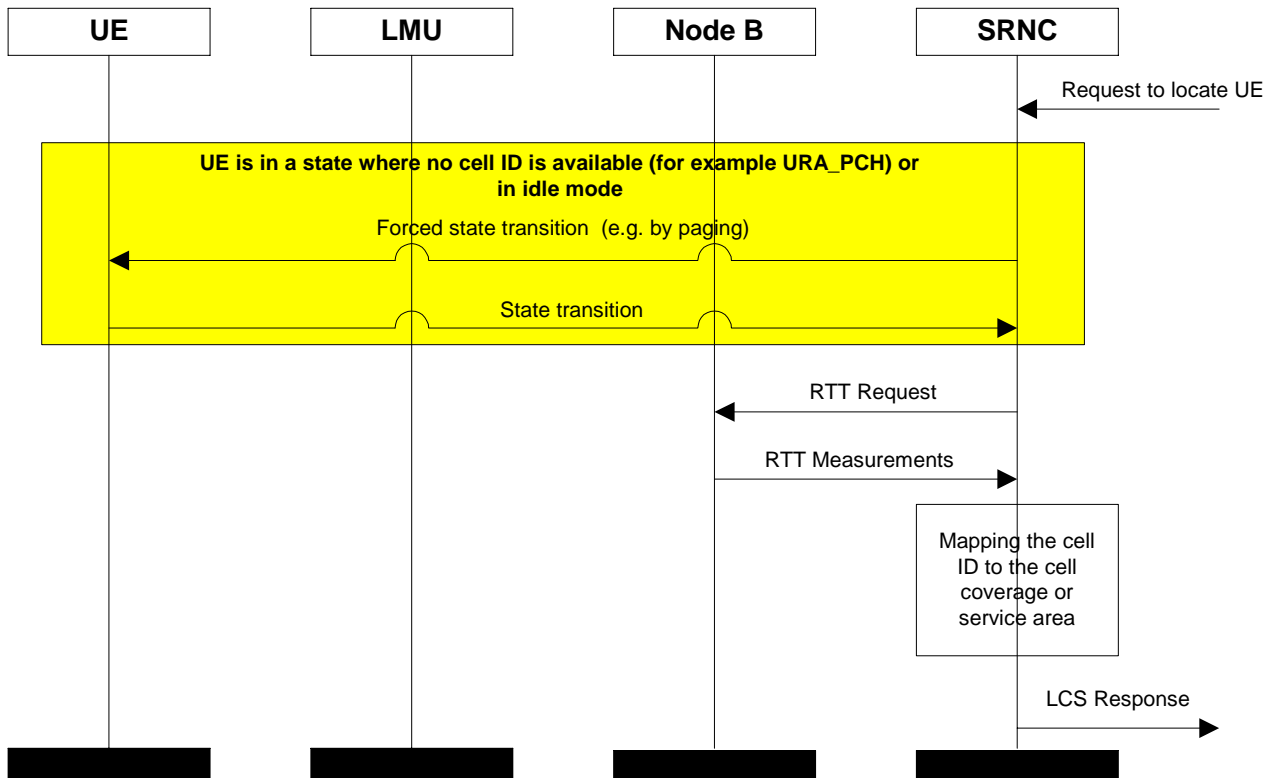 UE
LMU
Node B
SRNC
Request to locate UE
UE is in a state where no cell ID is available (for example URA_PCH) or
in idle mode
Forced state transition (e.g. by paging)
State transition
RTT Request
RTT Measurements
Mapping the cell
ID to the cell
coverage or
service area
LCS Response